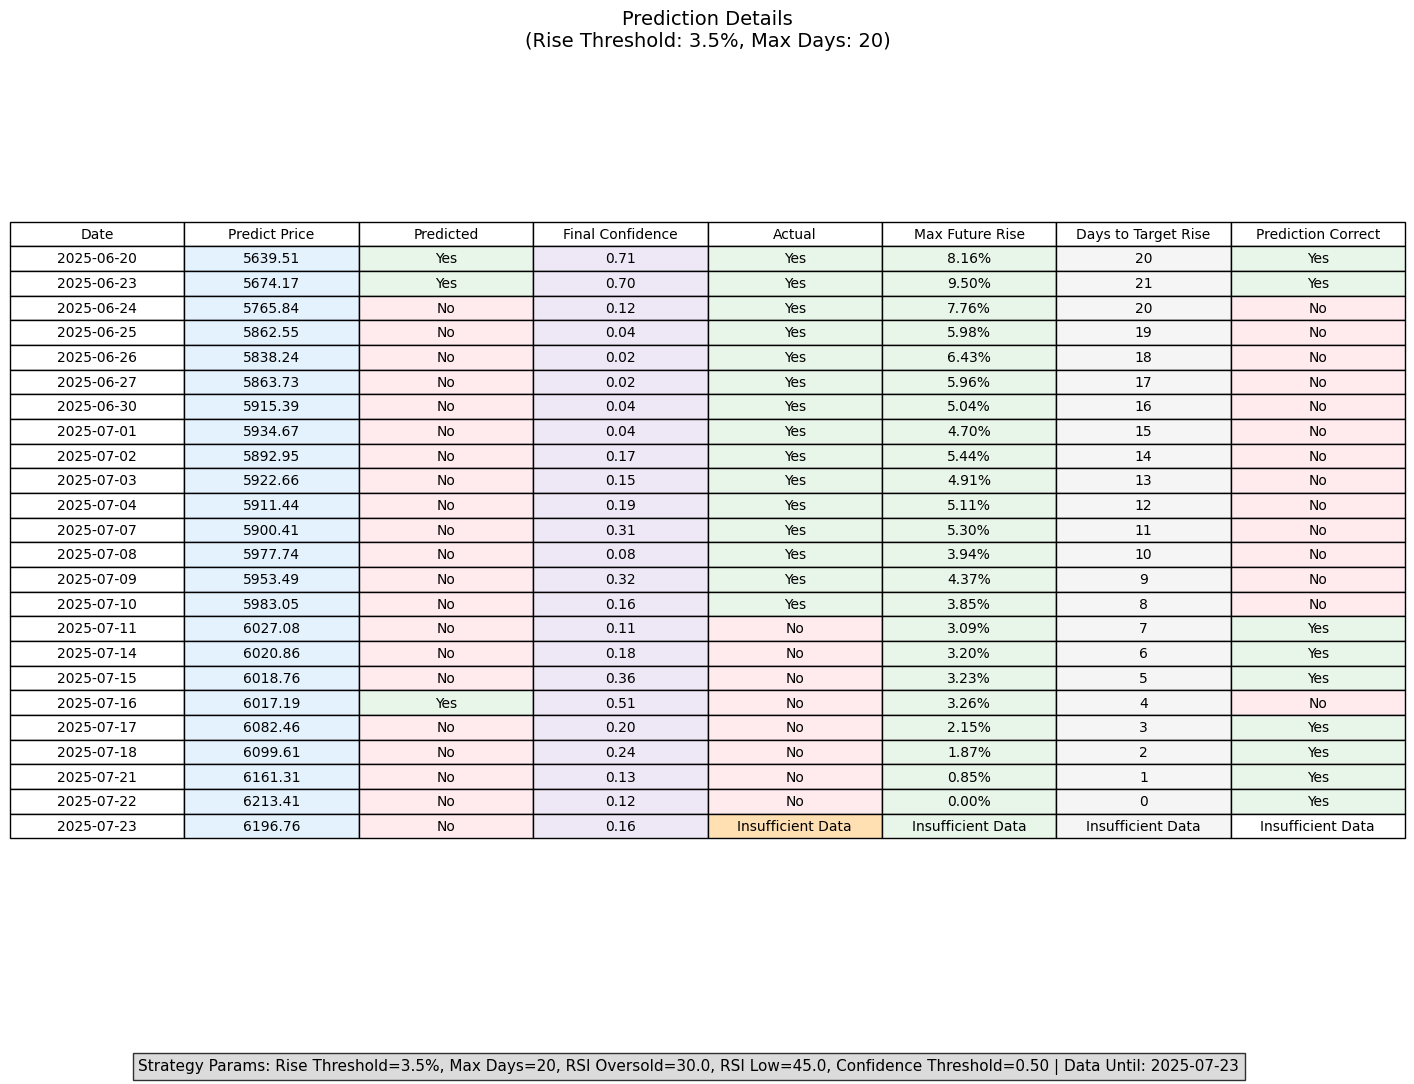 Prediction Details
(Rise Threshold: 3.5%, Max Days: 20)
Date Predict Price Predicted Final Confidence Actual Max Future Rise Days to Target Rise Prediction Correct
2025-06-20 5639.51 Yes 0.71 Yes 8.16% 20 Yes
2025-06-23 5674.17 Yes 0.70 Yes 9.50% 21 Yes
2025-06-24 5765.84 No 0.12 Yes 7.76% 20 No
2025-06-25 5862.55 No 0.04 Yes 5.98% 19 No
2025-06-26 5838.24 No 0.02 Yes 6.43% 18 No
2025-06-27 5863.73 No 0.02 Yes 5.96% 17 No
2025-06-30 5915.39 No 0.04 Yes 5.04% 16 No
2025-07-01 5934.67 No 0.04 Yes 4.70% 15 No
2025-07-02 5892.95 No 0.17 Yes 5.44% 14 No
2025-07-03 5922.66 No 0.15 Yes 4.91% 13 No
2025-07-04 5911.44 No 0.19 Yes 5.11% 12 No
2025-07-07 5900.41 No 0.31 Yes 5.30% 11 No
2025-07-08 5977.74 No 0.08 Yes 3.94% 10 No
2025-07-09 5953.49 No 0.32 Yes 4.37% 9 No
2025-07-10 5983.05 No 0.16 Yes 3.85% 8 No
2025-07-11 6027.08 No 0.11 No 3.09% 7 Yes
2025-07-14 6020.86 No 0.18 No 3.20% 6 Yes
2025-07-15 6018.76 No 0.36 No 3.23% 5 Yes
2025-07-16 6017.19 Yes 0.51 No 3.26% 4 No
2025-07-17 6082.46 No 0.20 No 2.15% 3 Yes
2025-07-18 6099.61 No 0.24 No 1.87% 2 Yes
2025-07-21 6161.31 No 0.13 No 0.85% 1 Yes
2025-07-22 6213.41 No 0.12 No 0.00% 0 Yes
2025-07-23 6196.76 No 0.16 Insufficient Data Insufficient Data Insufficient Data Insufficient Data
Strategy Params: Rise Threshold=3.5%, Max Days=20, RSI Oversold=30.0, RSI Low=45.0, Confidence Threshold=0.50 | Data Until: 2025-07-23